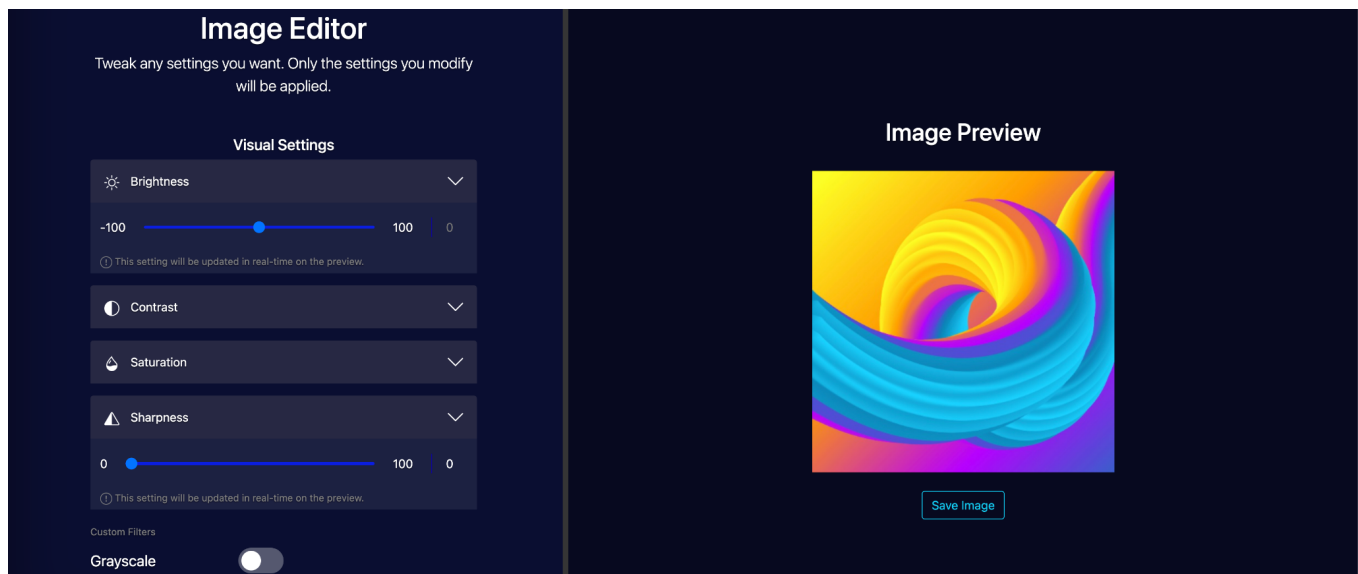 Image Editor
Tweak any settings you want. Only the settings you modify
will be applied.
Visual Settings
Brightness
-100 100 0
This setting will be updated in real-time on the preview.
Contrast
Saturation
Sharpness
0 100 0
This setting will be updated in real-time on the preview.
Custom Filters
Grayscale
Image Preview
Save Image